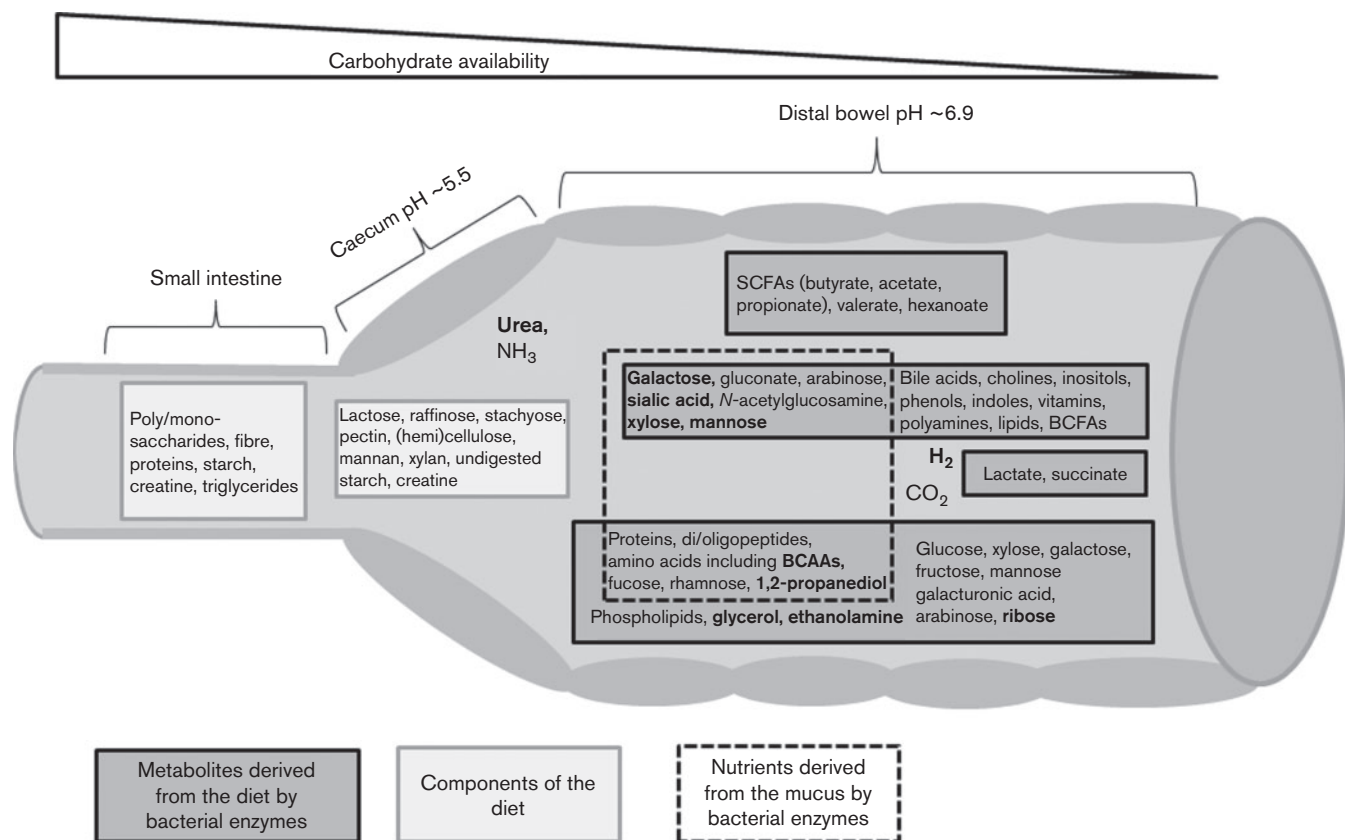 Carbohydrate availability
Distal bowel pH ~6.9
Caecum pH ~5.5
Small intestine
SCFAs (butyrate, acetate,
propionate), valerate, hexanoate
Urea,
NH₃
Galactose, gluconate, arabinose,
sialic acid, N-acetylglucosamine,
xylose, mannose
Bile acids, cholines, inositols,
phenols, indoles, vitamins,
polyamines, lipids, BCFAs
Poly/mono-
saccharides, fibre,
proteins, starch,
creatine, triglycerides
Lactose, raffinose, stachyose,
pectin, (hemi)cellulose,
mannan, xylan, undigested
starch, creatine
H₂
CO₂
Lactate, succinate
Proteins, di/oligopeptides,
amino acids including BCAAs,
fucose, rhamnose, 1,2-propanediol
Phospholipids, glycerol, ethanolamine
Glucose, xylose, galactose,
fructose, mannose
galacturonic acid,
arabinose, ribose
Metabolites derived
from the diet by
bacterial enzymes
Components of the
diet
Nutrients derived
from the mucus by
bacterial enzymes